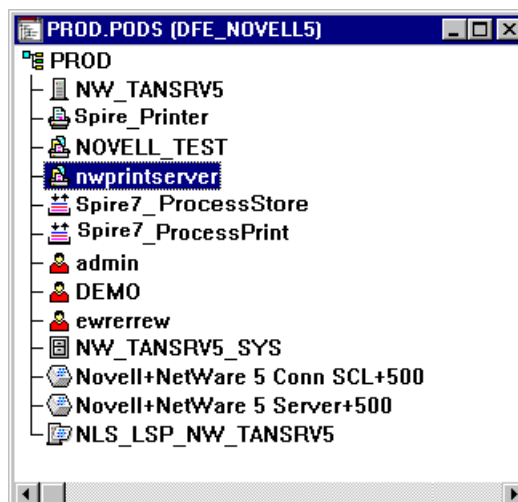 PROD.PODS (DFE_NOVELL5)
PROD
NW_TANSRV5
Spire_Printer
NOVELL_TEST
nwprintserver
Spire7_ProcessStore
Spire7_ProcessPrint
admin
DEMO
ewrerrew
NW_TANSRV5_SYS
Novell+NetWare 5 Conn SCL+500
Novell+NetWare 5 Server+500
NLS_LSP_NW_TANSRV5